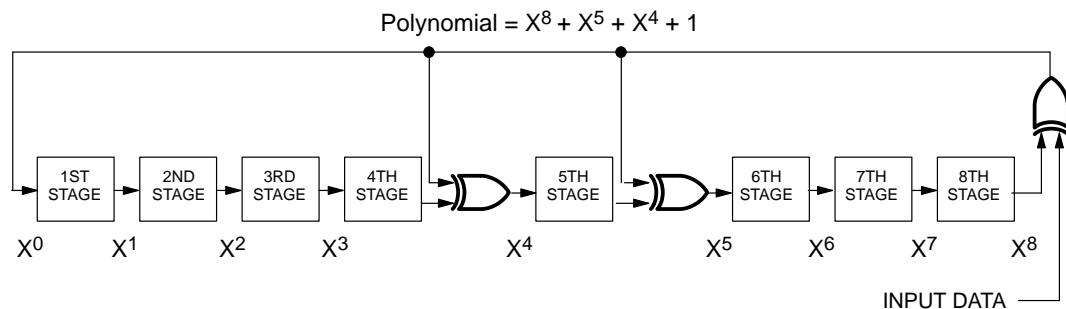 Polynomial = X⁸ + X⁵ + X⁴ + 1
1ST STAGE
2ND STAGE
3RD STAGE
4TH STAGE
5TH STAGE
6TH STAGE
7TH STAGE
8TH STAGE
X⁰ X¹ X² X³ X⁴ X⁵ X⁶ X⁷ X⁸
INPUT DATA